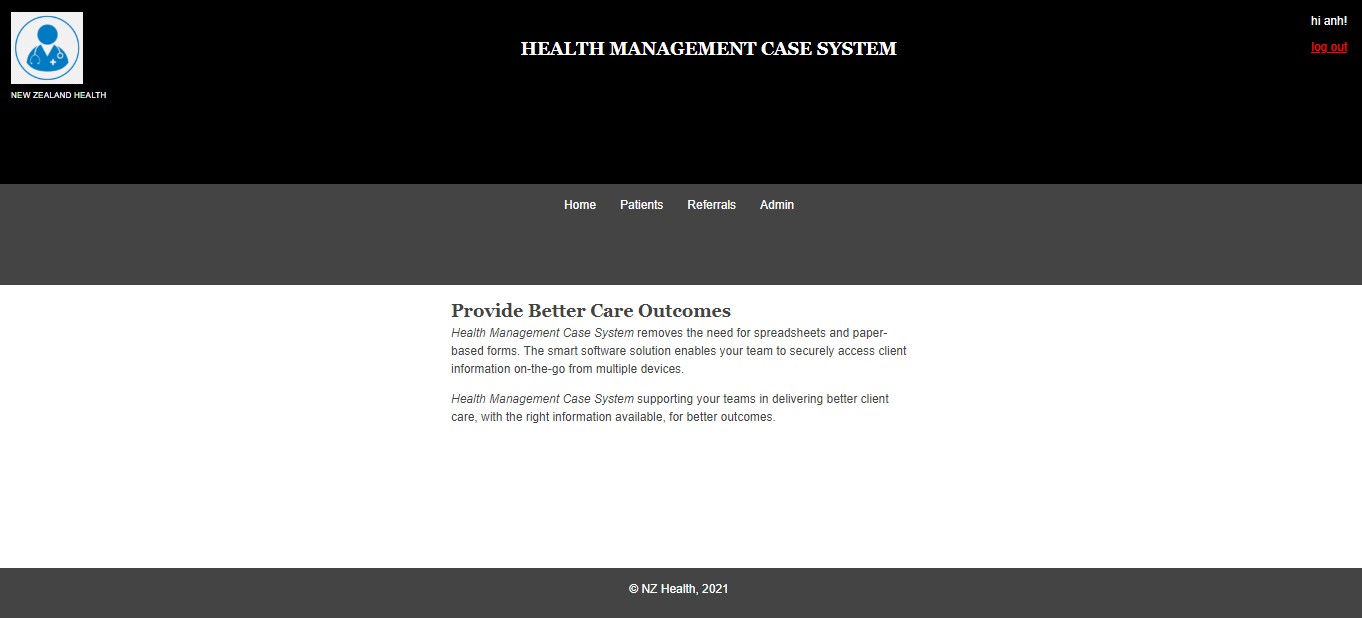 hi anh!
HEALTH MANAGEMENT CASE SYSTEM
log out
NEW ZEALAND HEALTH
Home Patients Referrals Admin
Provide Better Care Outcomes
Health Management Case System removes the need for spreadsheets and paper-
based forms. The smart software solution enables your team to securely access client
information on-the-go from multiple devices.
Health Management Case System supporting your teams in delivering better client
care, with the right information available, for better outcomes.
© NZ Health, 2021